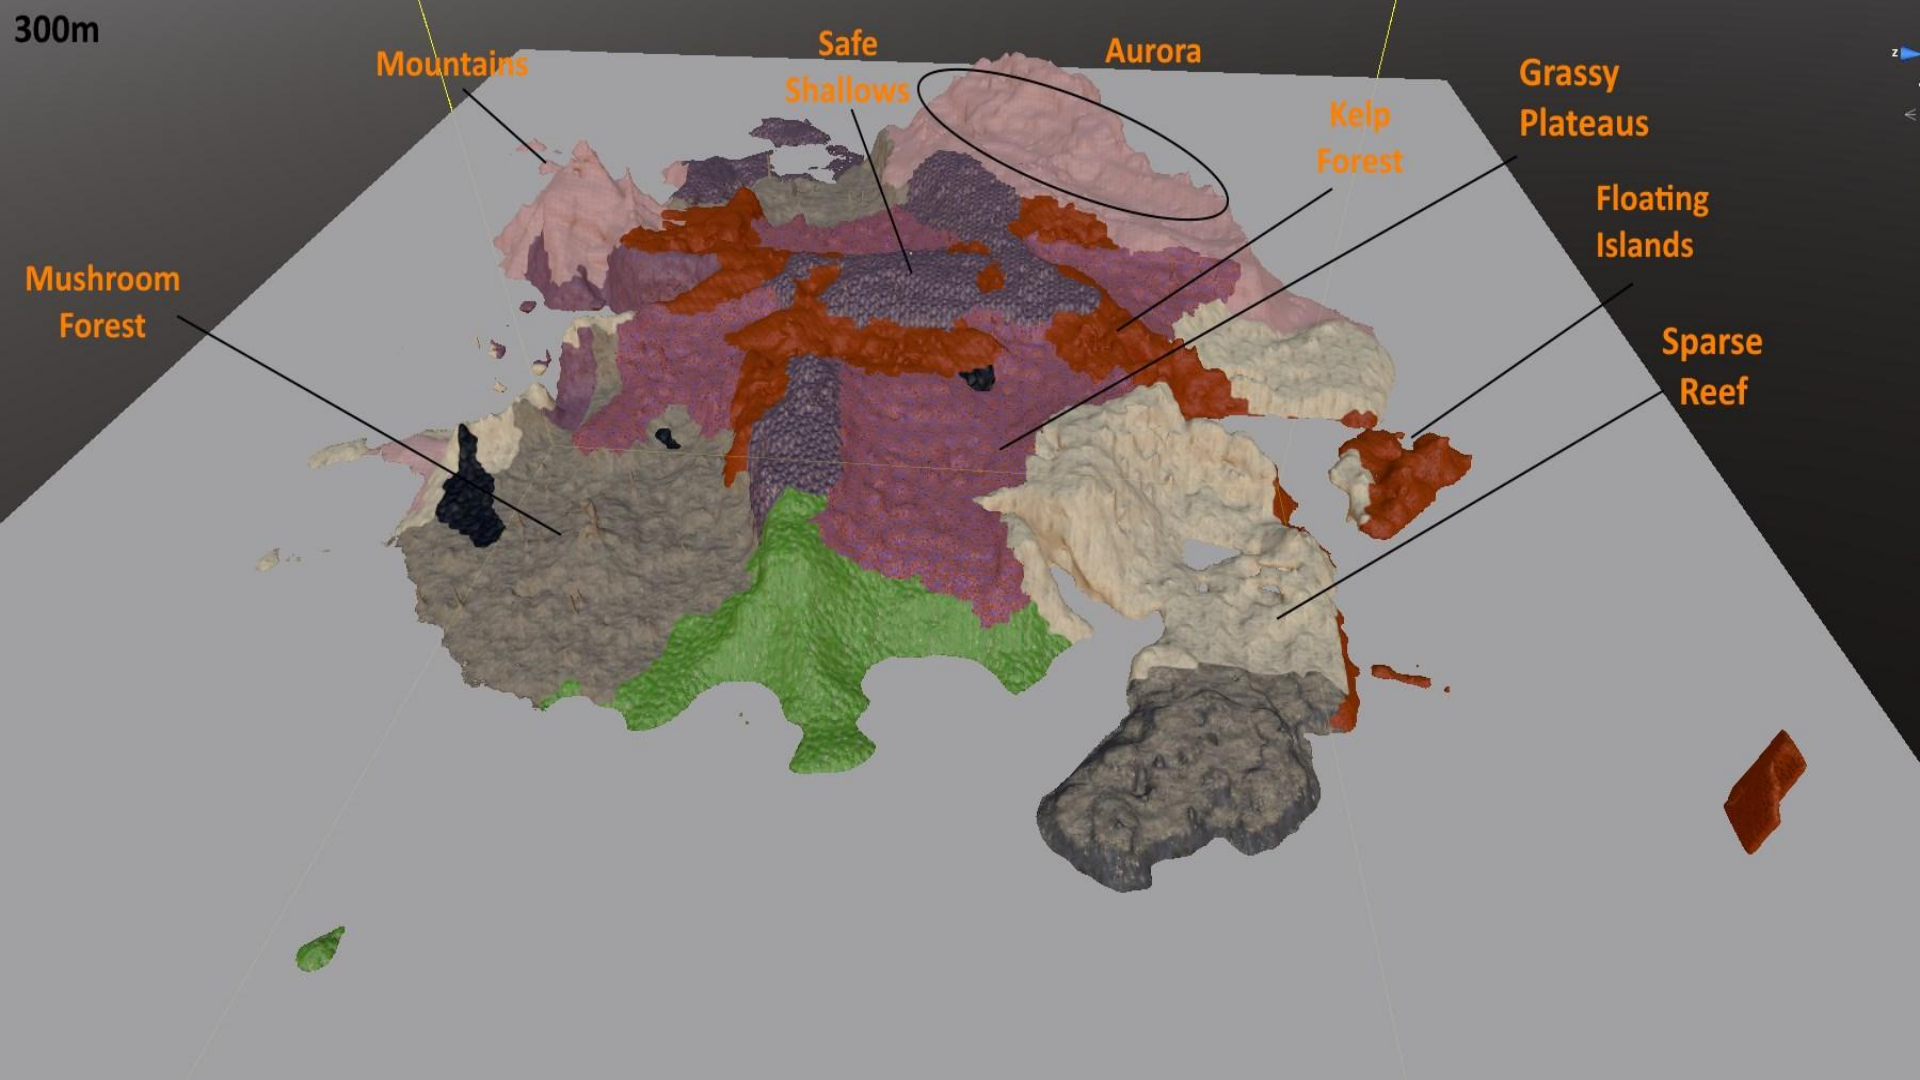 300m
Mountains
Safe
Shallows
Aurora
Kelp
Forest
Grassy
Plateaus
Floating
Islands
Sparse
Reef
Mushroom
Forest
z